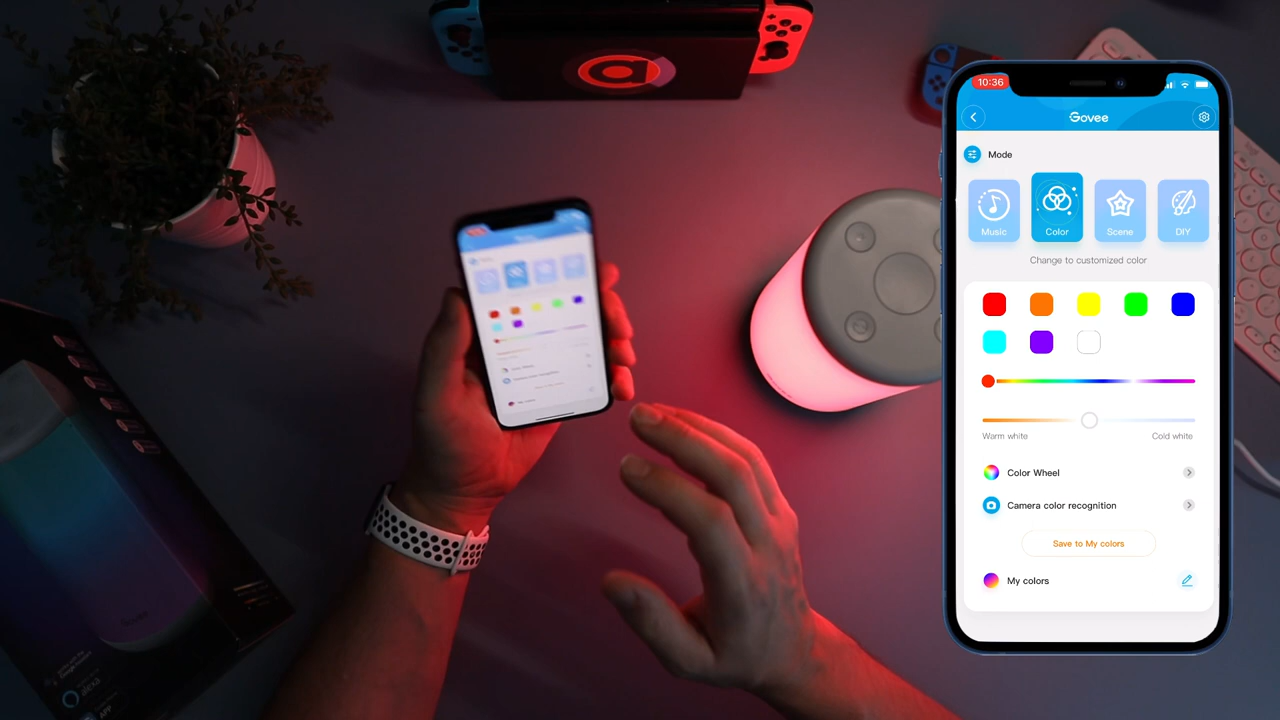 10:36
Govee
Mode
Music
Color
Scene
DIY
Change to customized color
Warm white
Cold white
Color Wheel
Camera color recognition
Save to My colors
My colors